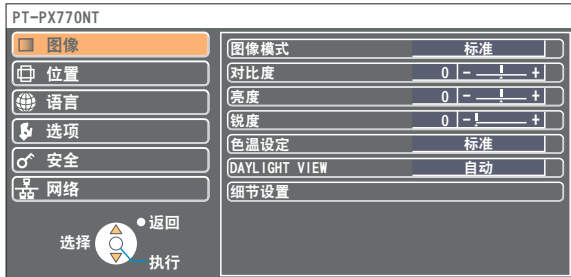 PT-PX770NT
图像
位置
语言
选项
安全
网络
选择
返回
执行
图像模式 标准
对比度 0 - +
亮度 0 - +
锐度 0 - +
色温设定 标准
DAYLIGHT VIEW 自动
细节设置